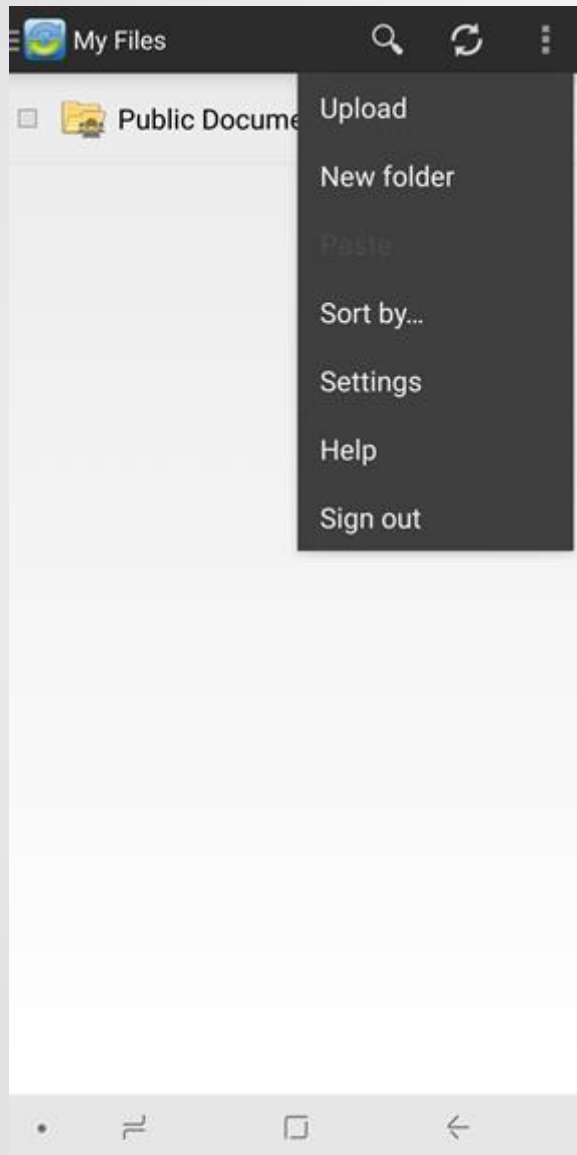 My Files
Public Docume
Upload
New folder
Paste
Sort by…
Settings
Help
Sign out